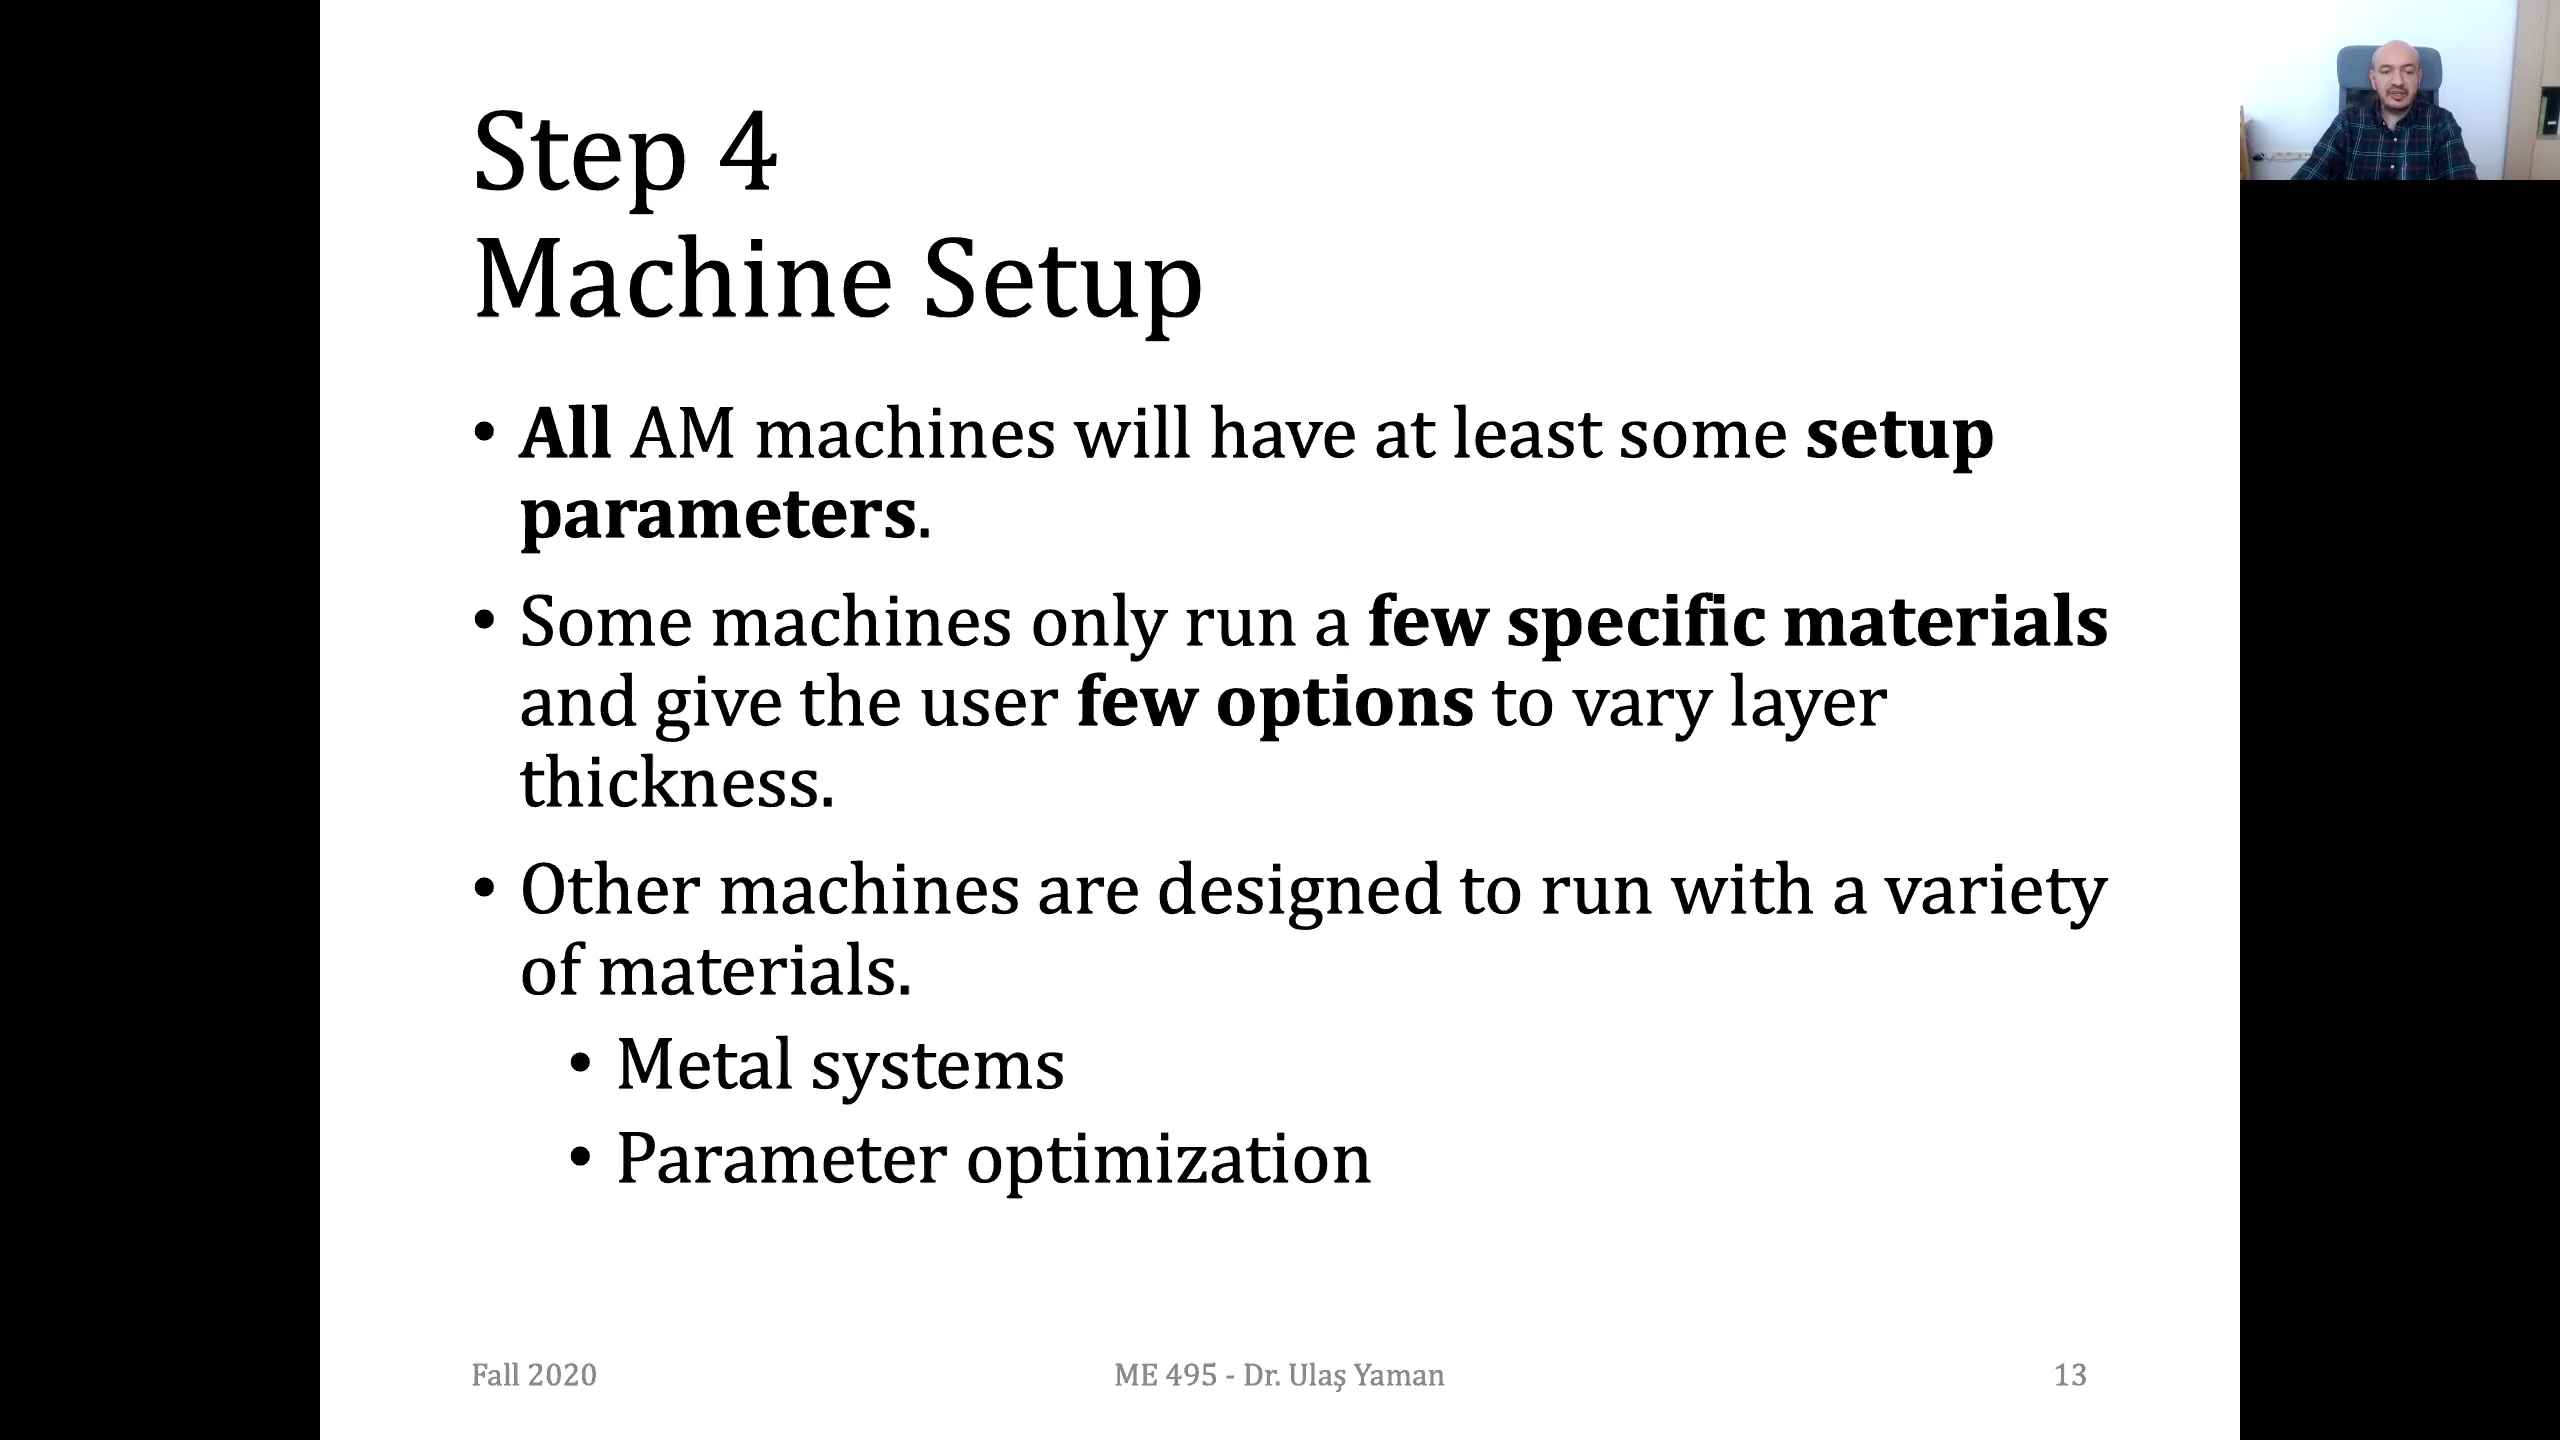 Step 4
Machine Setup
• All AM machines will have at least some setup
parameters.
• Some machines only run a few specific materials
and give the user few options to vary layer
thickness.
• Other machines are designed to run with a variety
of materials.
• Metal systems
• Parameter optimization
Fall 2020
ME 495 - Dr. Ulaş Yaman
13